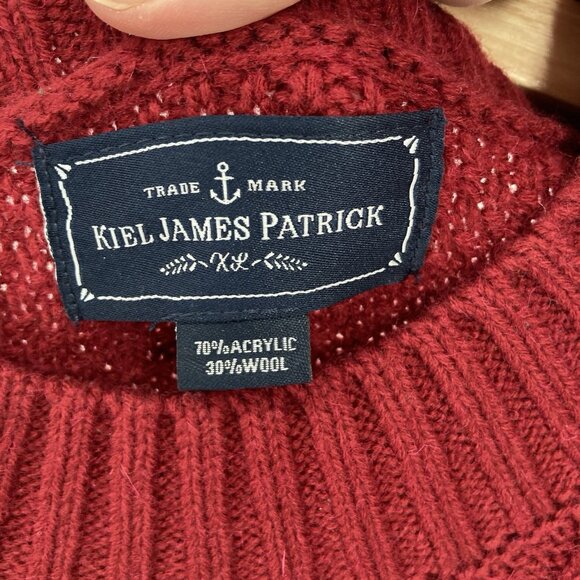 TRADE MARK
KIEL JAMES PATRICK
XL
70%ACRYLIC
30%WOOL